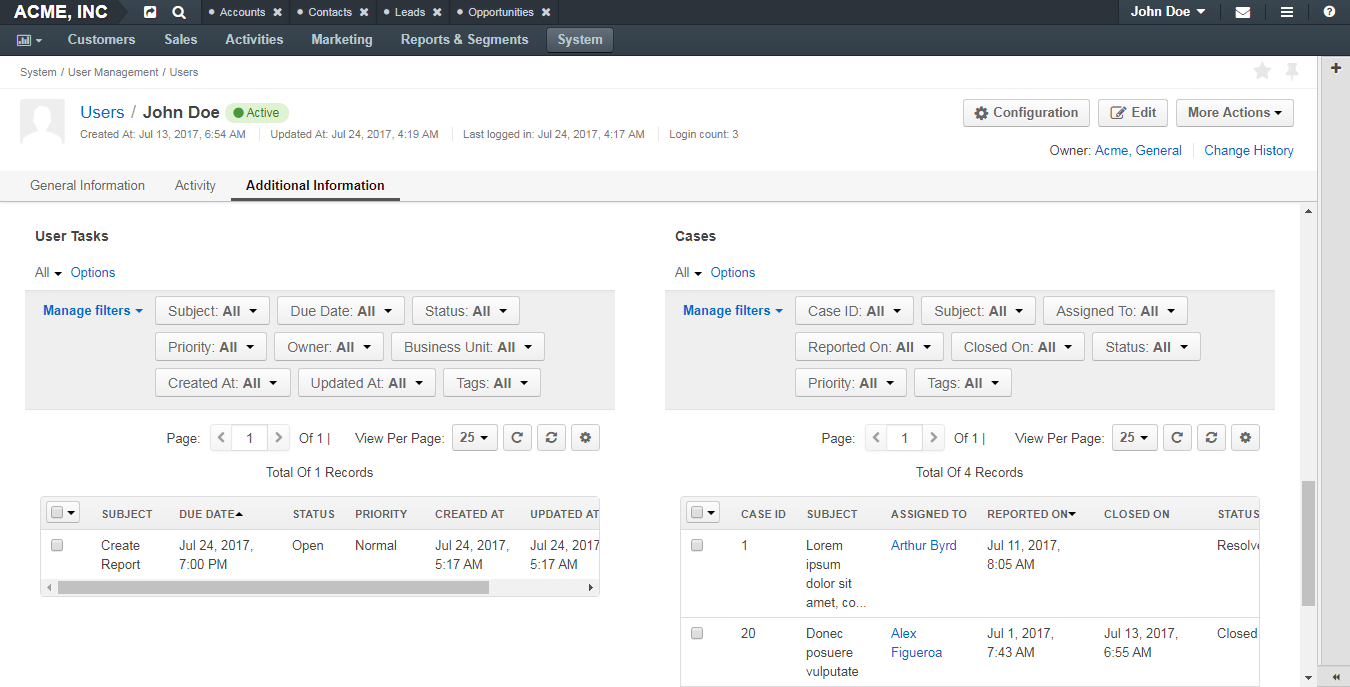 ACME, INC
Accounts
Contacts
Leads
Opportunities
John Doe
Customers Sales Activities Marketing Reports & Segments System
System / User Management / Users
Users / John Doe Active
Created At: Jul 13, 2017, 6:54 AM Updated At: Jul 24, 2017, 4:19 AM Last logged in: Jul 24, 2017, 4:17 AM Login count: 3
Configuration Edit More Actions
Owner: Acme, General Change History
General Information Activity Additional Information
User Tasks
All Options
Manage filters Subject: All Due Date: All Status: All
Priority: All Owner: All Business Unit: All
Created At: All Updated At: All Tags: All
Page: 1 Of 1 | View Per Page: 25
Total Of 1 Records
SUBJECT DUE DATE STATUS PRIORITY CREATED AT UPDATED AT
Create Jul 24, 2017, Open Normal Jul 24, 2017, Jul 24, 2017
Report 7:00 PM 5:17 AM 5:17 AM
Cases
All Options
Manage filters Case ID: All Subject: All Assigned To: All
Reported On: All Closed On: All Status: All
Priority: All Tags: All
Page: 1 Of 1 | View Per Page: 25
Total Of 4 Records
CASE ID SUBJECT ASSIGNED TO REPORTED ON CLOSED ON STATUS
1 Lorem Arthur Byrd Jul 11, 2017, Resolve
ipsum 8:05 AM
dolor sit
amet, co...
20 Donec Alex Jul 1, 2017, Jul 13, 2017, Closed
posuere Figueroa 7:43 AM 6:55 AM
vulputate